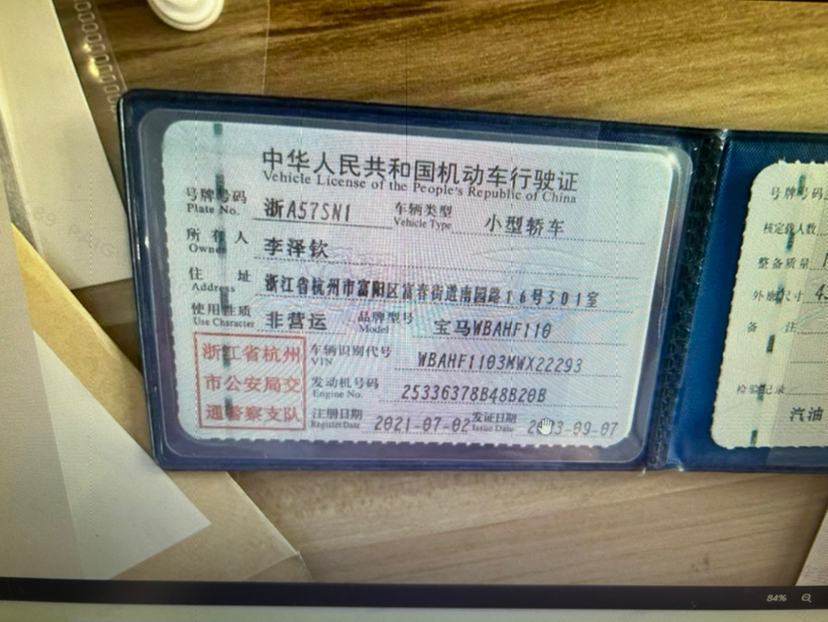 中华人民共和国机动车行驶证
Vehicle License of the People's Republic of China
号牌号码 浙A57SN1 车辆类型 小型轿车
Plate No. Vehicle Type
所有人 李泽钦
Owner
住址 浙江省杭州市富阳区富春街道南园路16号301室
Address
使用性质 非营运 品牌型号 宝马WBAHF110
Use Character Model
浙江省杭州
市公安局交
通警察支队
车辆识别代号 WBAHF1103MWX22293
VIN
发动机号码 25336378B48B20B
Engine No.
注册日期 2021-07-02 发证日期
Register Date Issue Date
号牌号码
核定载人数
整备质量
外廓尺寸
备注
检验记录
汽油
84%